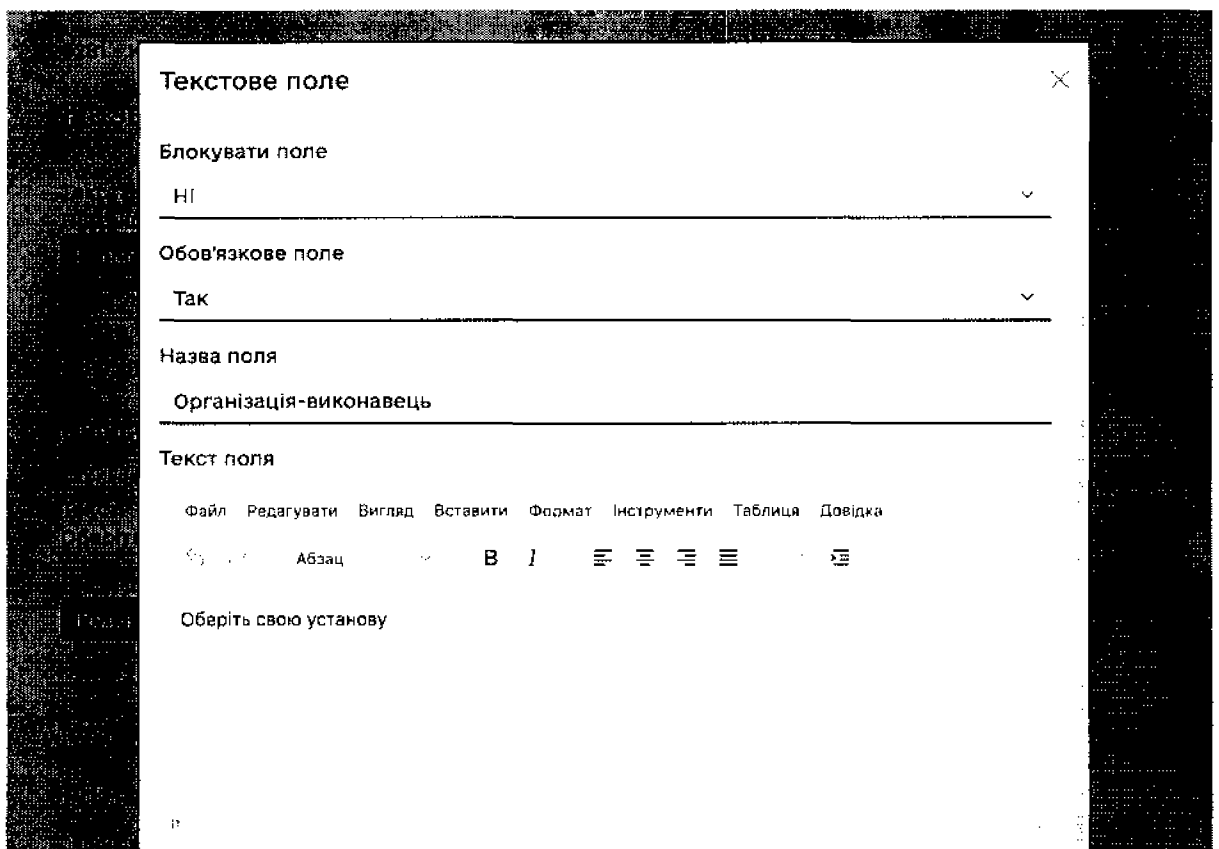 Текстове поле
Блокувати поле
Ні
Обов'язкове поле
Так
Назва поля
Організація-виконавець
Текст поля
Файл Редагувати Вигляд Вставити Формат Інструменти Таблиця Довідка
Абзац B I
Оберіть свою установу